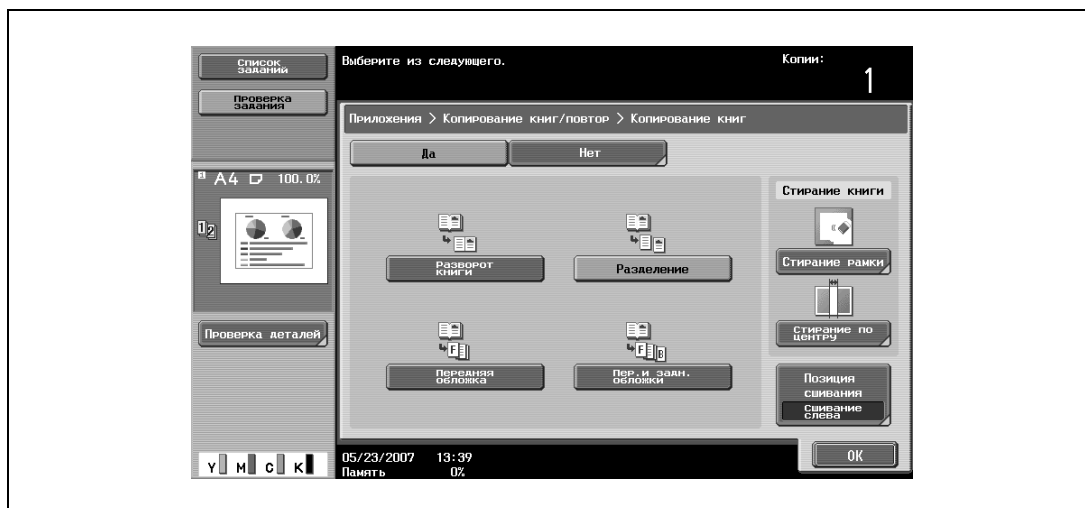 Список
заданий
Проверка
задания
Выберите из следующего.
Копии:
1
Приложения > Копирование книг/повтор > Копирование книг
Да
Нет
A4 100.0%
1 2
Разворот
книги
Разделение
Передняя
обложка
F
Пер.и задн.
обложки
F B
Стирание книги
Стирание рамки
Стирание по
центру
Позиция
сшивания
Сшивание
слева
Проверка деталей
Y M C K
05/23/2007 13:39
Память 0%
OK